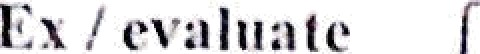 Ex / evaluate ∫